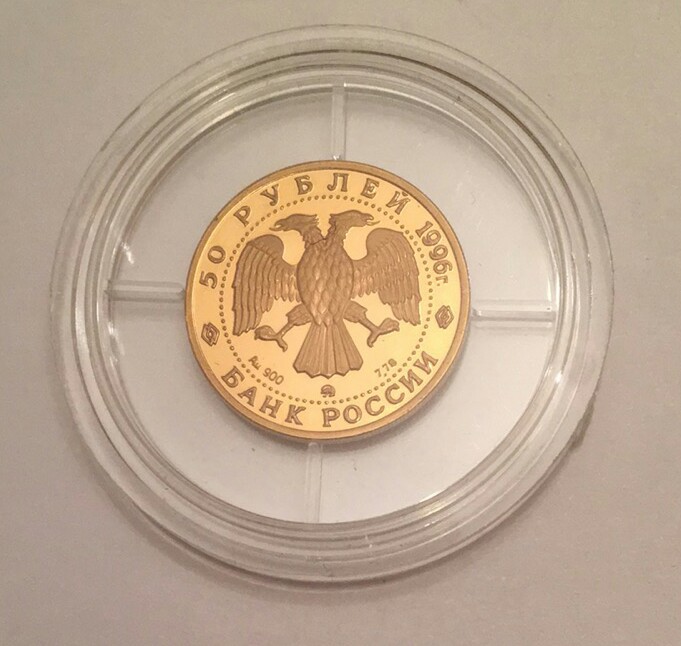 50 РУБЛЕЙ 1996г.
Au 900
7,78
БАНК РОССИИ